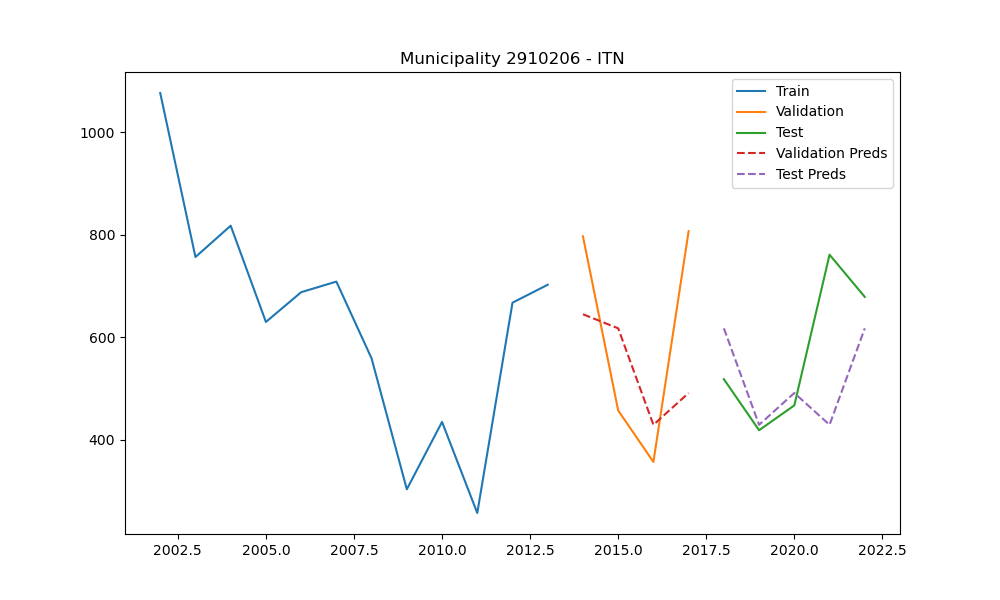 Municipality 2910206 - ITN
Train
Validation
Test
Validation Preds
Test Preds
1000
800
600
400
2002.5 2005.0 2007.5 2010.0 2012.5 2015.0 2017.5 2020.0 2022.5